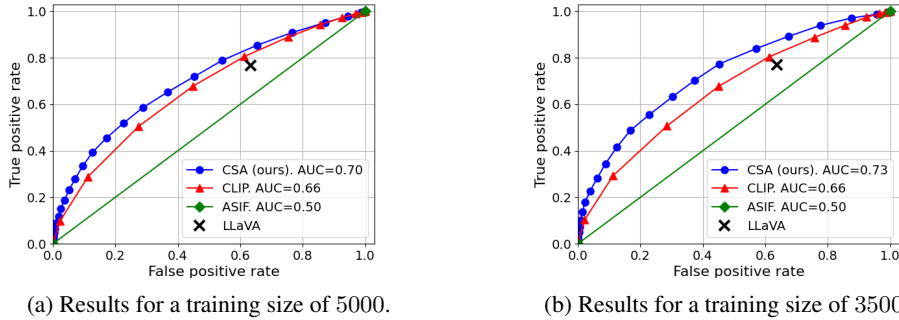 True positive rate
1.0
0.8
0.6
0.4
0.2
0.0
CSA (ours). AUC=0.70
CLIP. AUC=0.66
ASIF. AUC=0.50
LLaVA
0.0 0.2 0.4 0.6 0.8 1.0
False positive rate
(a) Results for a training size of 5000.
True positive rate
1.0
0.8
0.6
0.4
0.2
0.0
CSA (ours). AUC=0.73
CLIP. AUC=0.66
ASIF. AUC=0.50
LLaVA
0.0 0.2 0.4 0.6 0.8 1.0
False positive rate
(b) Results for a training size of 3500